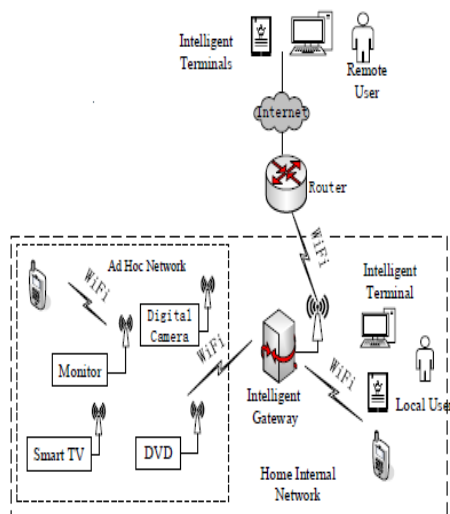 Intelligent
Terminals
Remote
User
Internet
Router
WiFi
Ad Hoc Network
WiFi
Digital
Camera
Monitor
WiFi
Intelligent
Terminal
Intelligent
Gateway
WiFi
Local User
Smart TV
DVD
Home Internal
Network